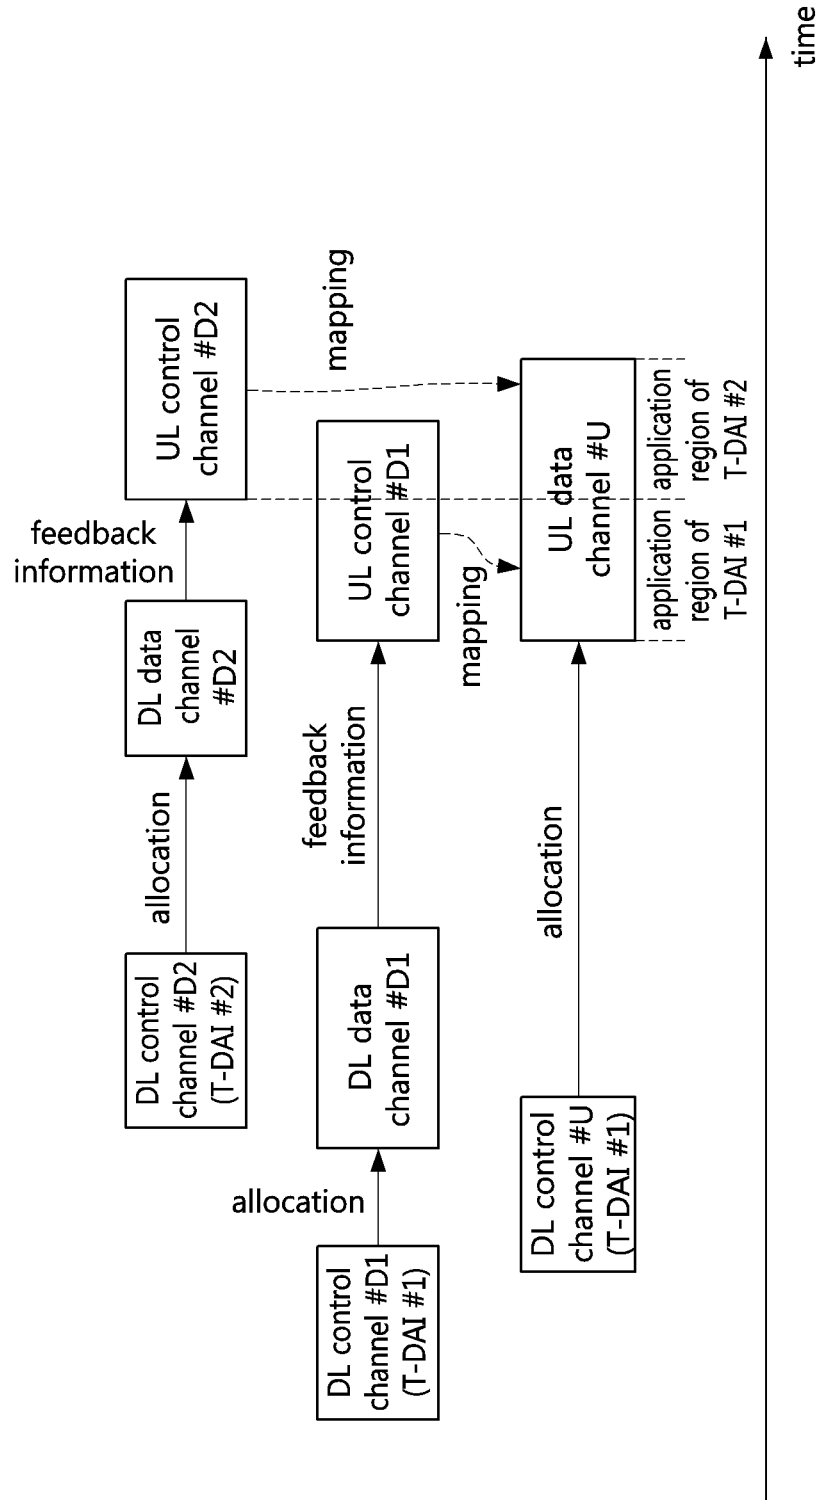 DL control
channel #D2
(T-DAI #2)
allocation
DL data
channel
#D2
feedback
information
UL control
channel #D2
mapping
DL control
channel #D1
(T-DAI #1)
allocation
DL data
channel #D1
feedback
information
UL control
channel #D1
mapping
DL control
channel #U
(T-DAI #1)
allocation
UL data
channel #U
application
region of
T-DAI #1
application
region of
T-DAI #2
time